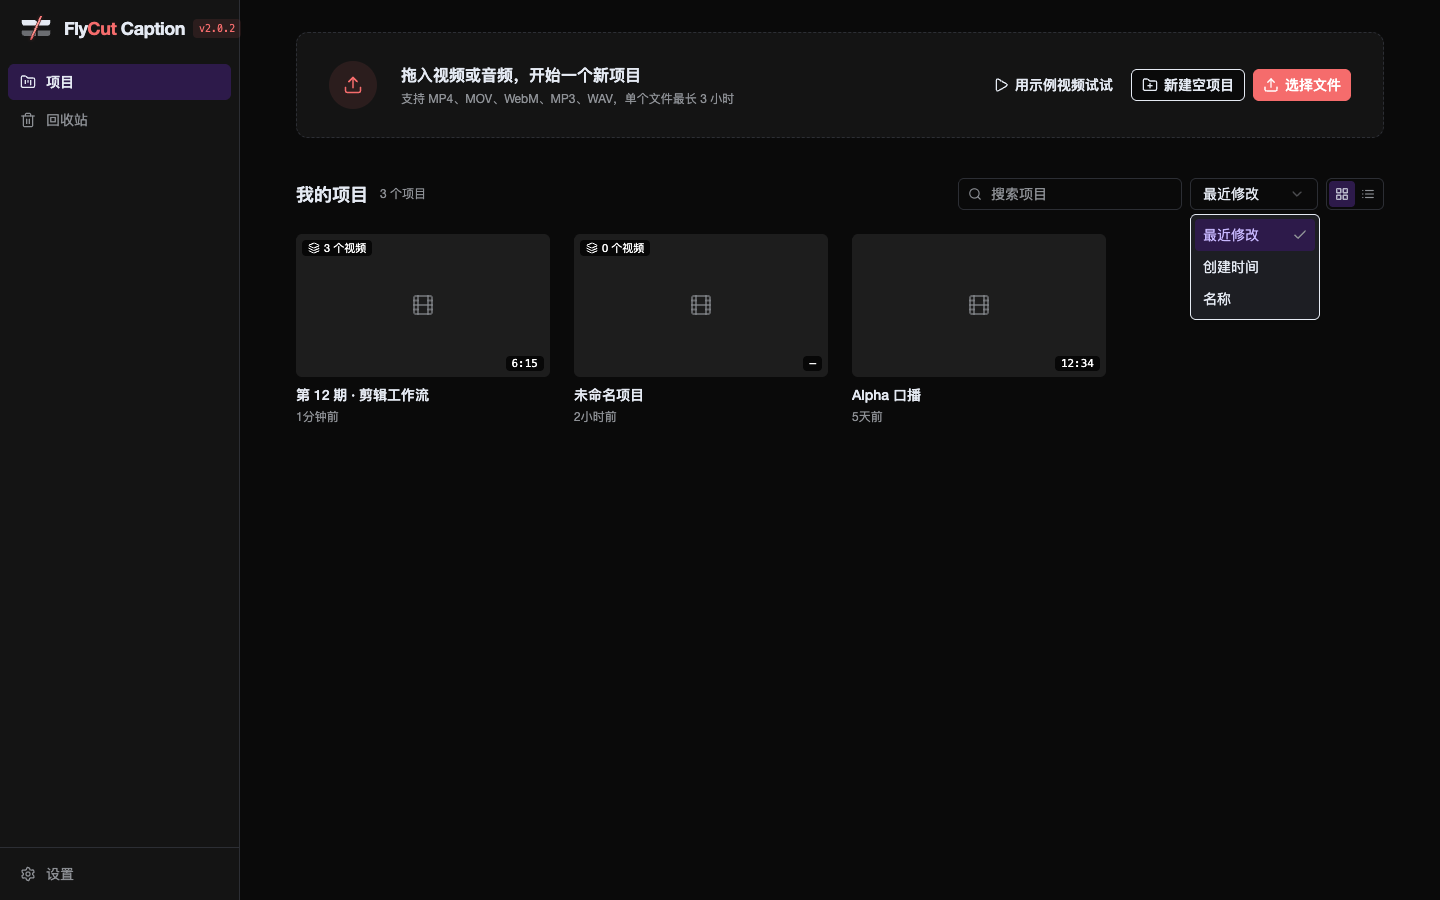 FlyCut Caption v2.0.2
项目
回收站
设置
拖入视频或音频，开始一个新项目
支持 MP4、MOV、WebM、MP3、WAV，单个文件最长 3 小时
用示例视频试试
新建空项目
选择文件
我的项目 3 个项目
搜索项目
最近修改
最近修改
创建时间
名称
3 个视频
6:15
第 12 期 · 剪辑工作流
1分钟前
0 个视频
–
未命名项目
2小时前
12:34
Alpha 口播
5天前